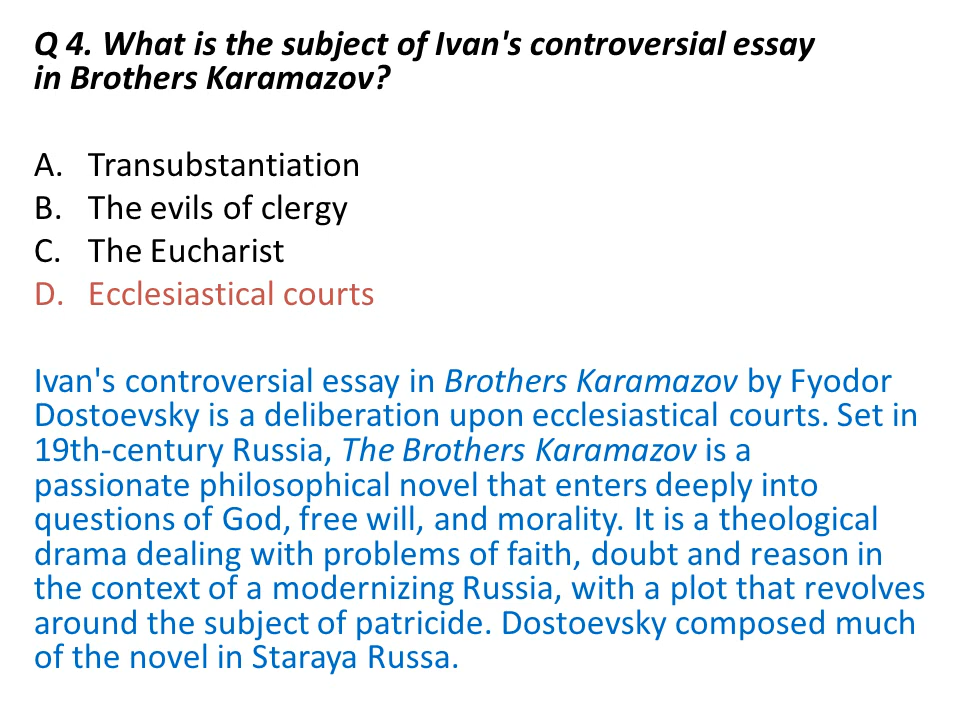 Q 4. What is the subject of Ivan's controversial essay
in Brothers Karamazov?
A. Transubstantiation
B. The evils of clergy
C. The Eucharist
D. Ecclesiastical courts
Ivan's controversial essay in Brothers Karamazov by Fyodor
Dostoevsky is a deliberation upon ecclesiastical courts. Set in
19th-century Russia, The Brothers Karamazov is a
passionate philosophical novel that enters deeply into
questions of God, free will, and morality. It is a theological
drama dealing with problems of faith, doubt and reason in
the context of a modernizing Russia, with a plot that revolves
around the subject of patricide. Dostoevsky composed much
of the novel in Staraya Russa.